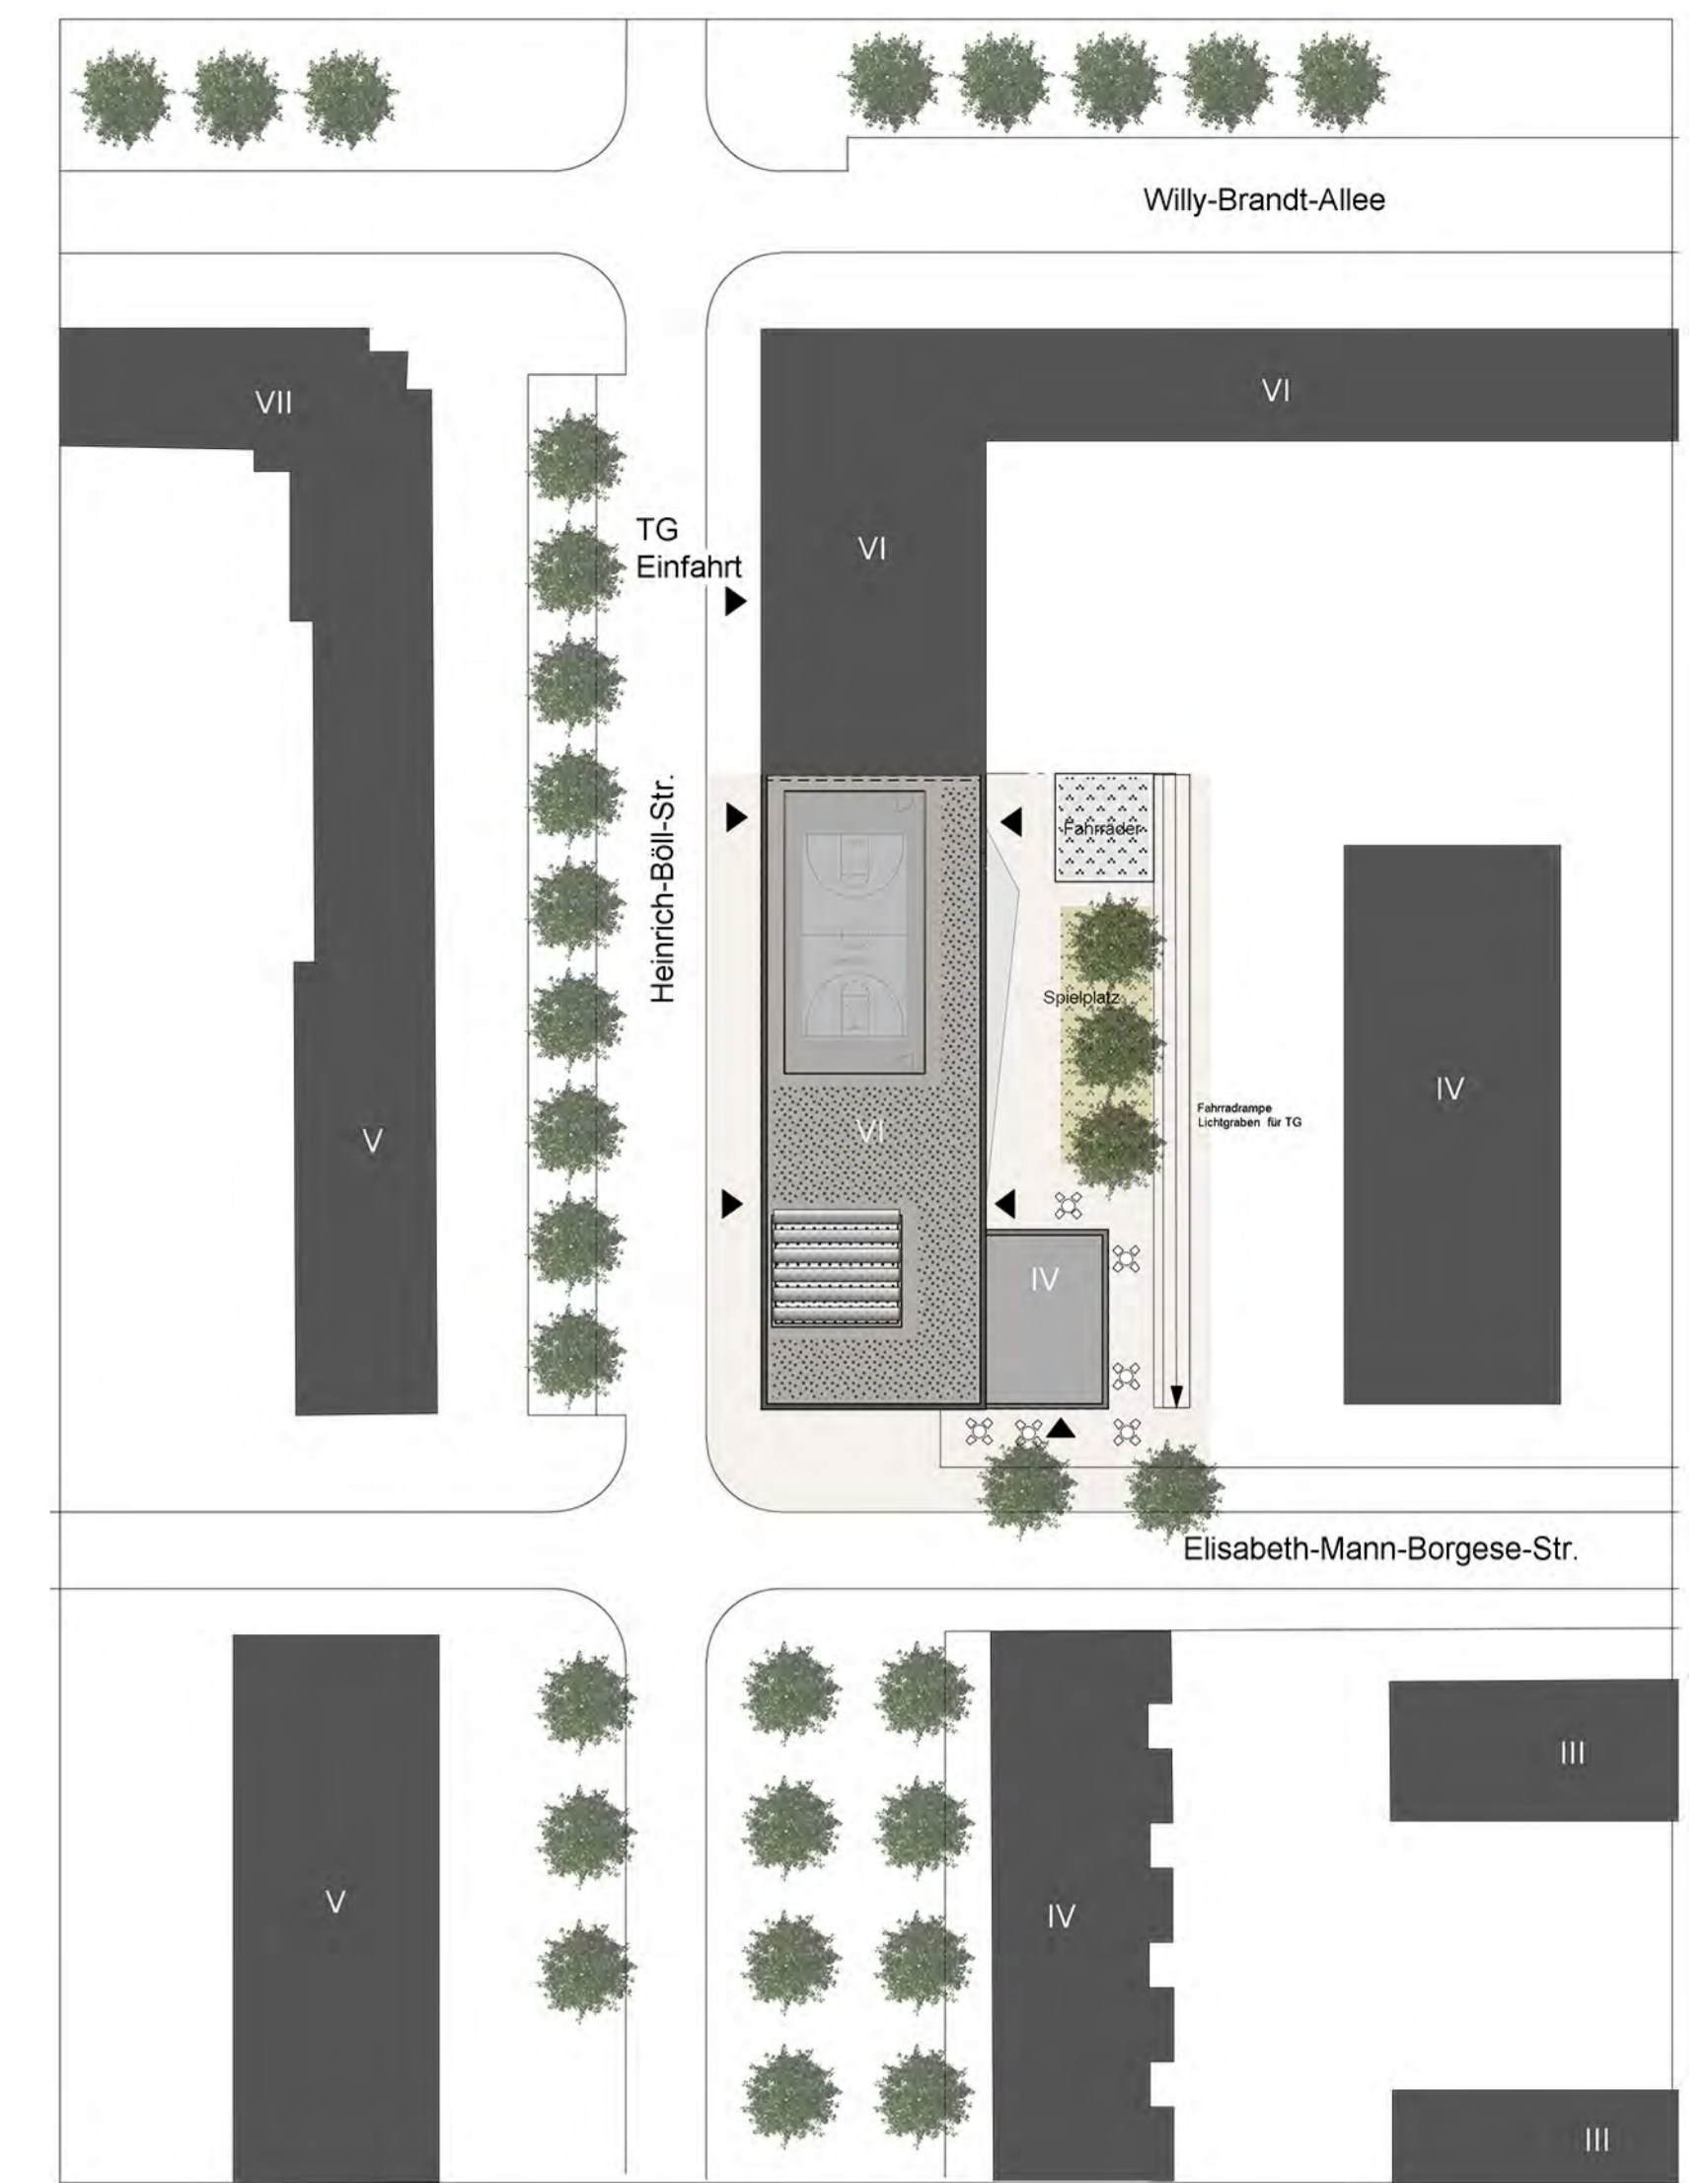 Willy-Brandt-Allee
VII
VI
TG
Einfahrt
VI
Heinrich-Böll-Str.
Fahrräder
Spielplatz
Fahrradrampe
Lichtgraben für TG
IV
V
VI
IV
Elisabeth-Mann-Borgese-Str.
III
V
IV
III